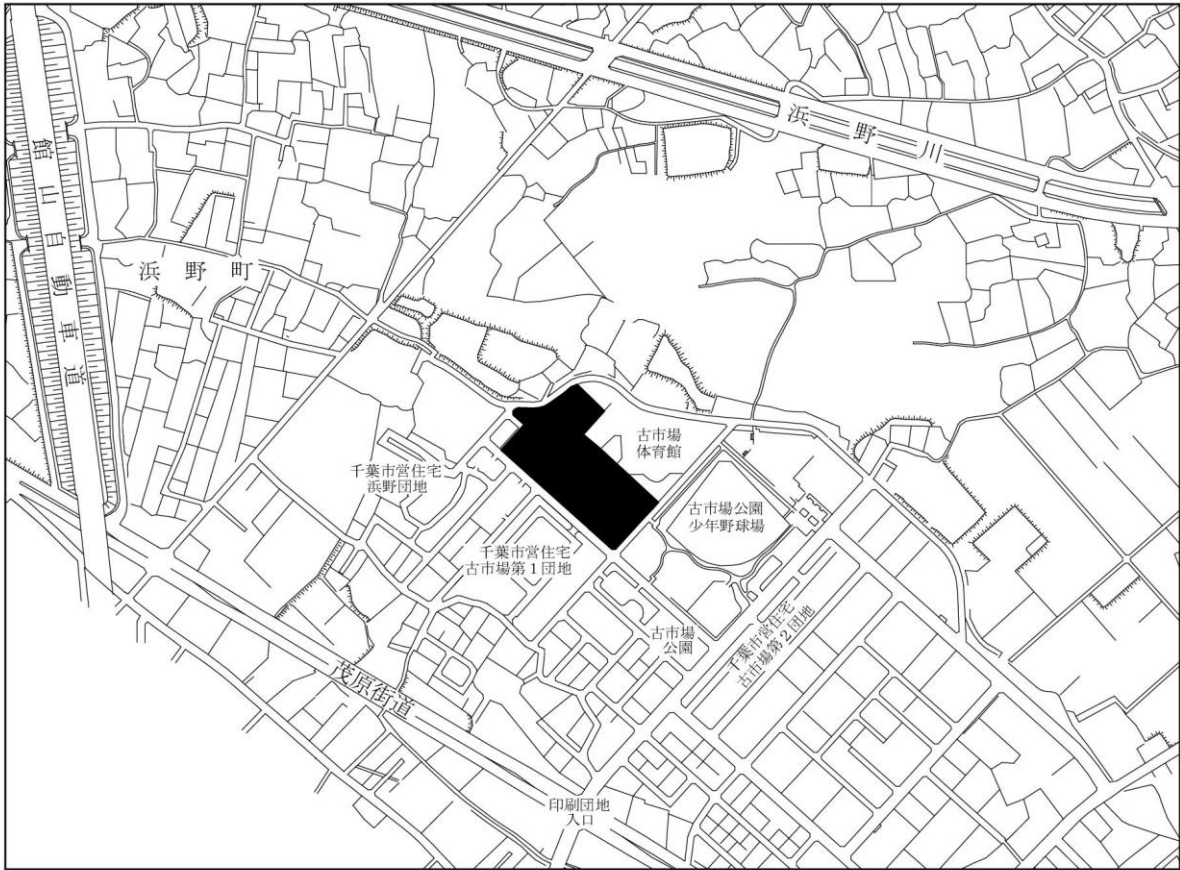 浜野川
館山自動車道
浜野町
古市場
体育館
千葉市営住宅
浜野団地
古市場公園
少年野球場
千葉市営住宅
古市場第1団地
古市場
公園
千葉市営住宅
古市場第2団地
茂原街道
印刷団地
入口